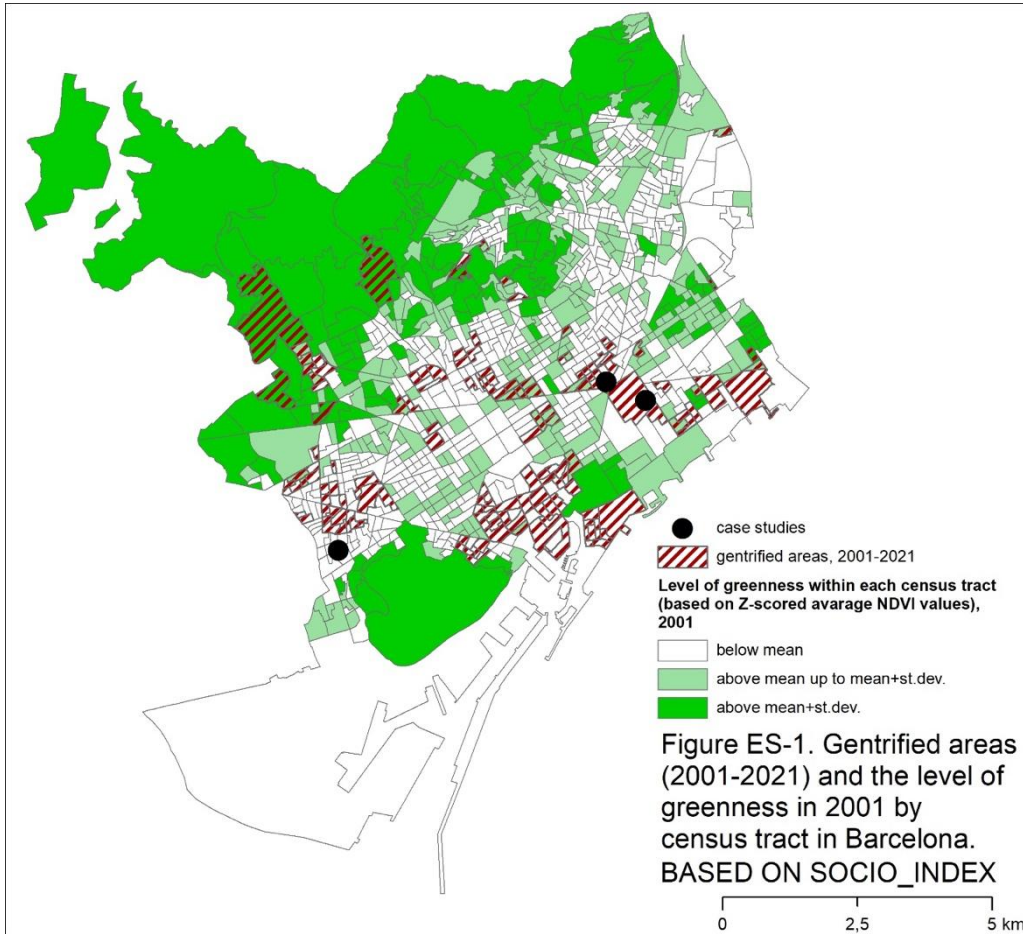 case studies
gentrified areas, 2001-2021
Level of greenness within each census tract
(based on Z-scored avarage NDVI values),
2001
below mean
above mean up to mean+st.dev.
above mean+st.dev.
Figure ES-1. Gentrified areas
(2001-2021) and the level of
greenness in 2001 by
census tract in Barcelona.
BASED ON SOCIO_INDEX
0 2,5 5 km